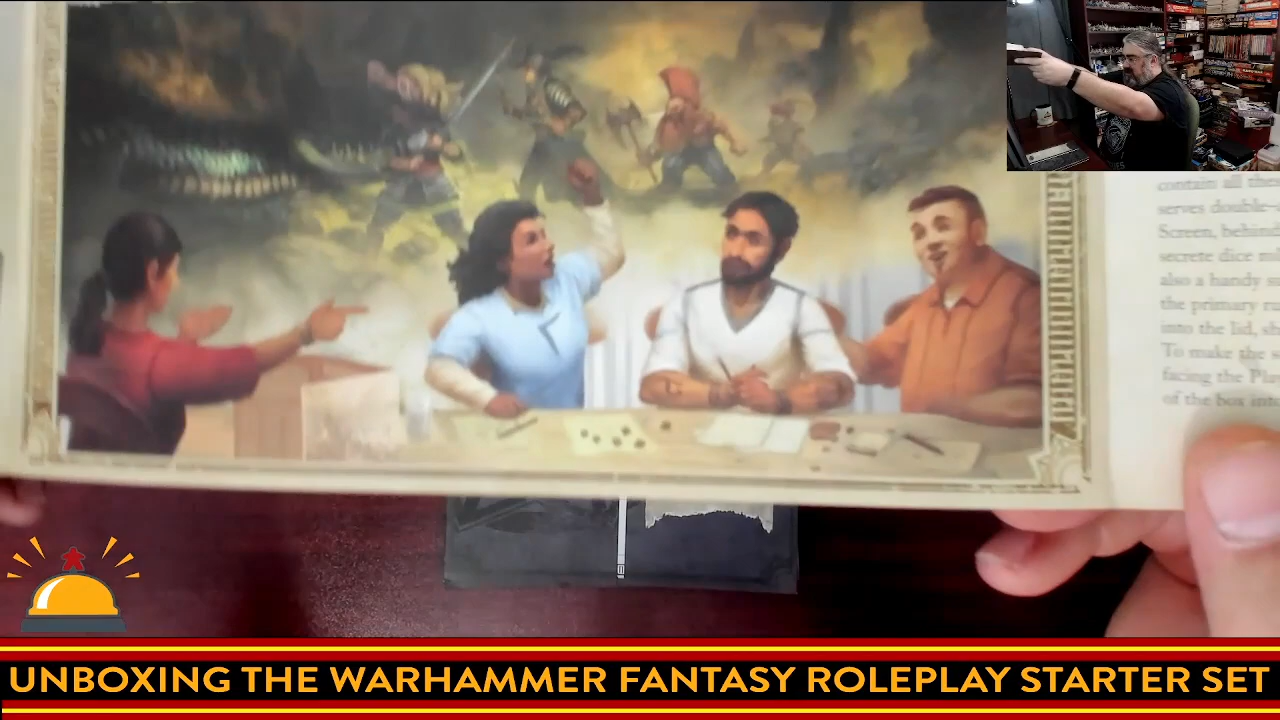 contain all the
serves double-
Screen, behind
secrete dice
also a handy
the primary
into the lid,
To make the
facing the
of the box into
UNBOXING THE WARHAMMER FANTASY ROLEPLAY STARTER SET